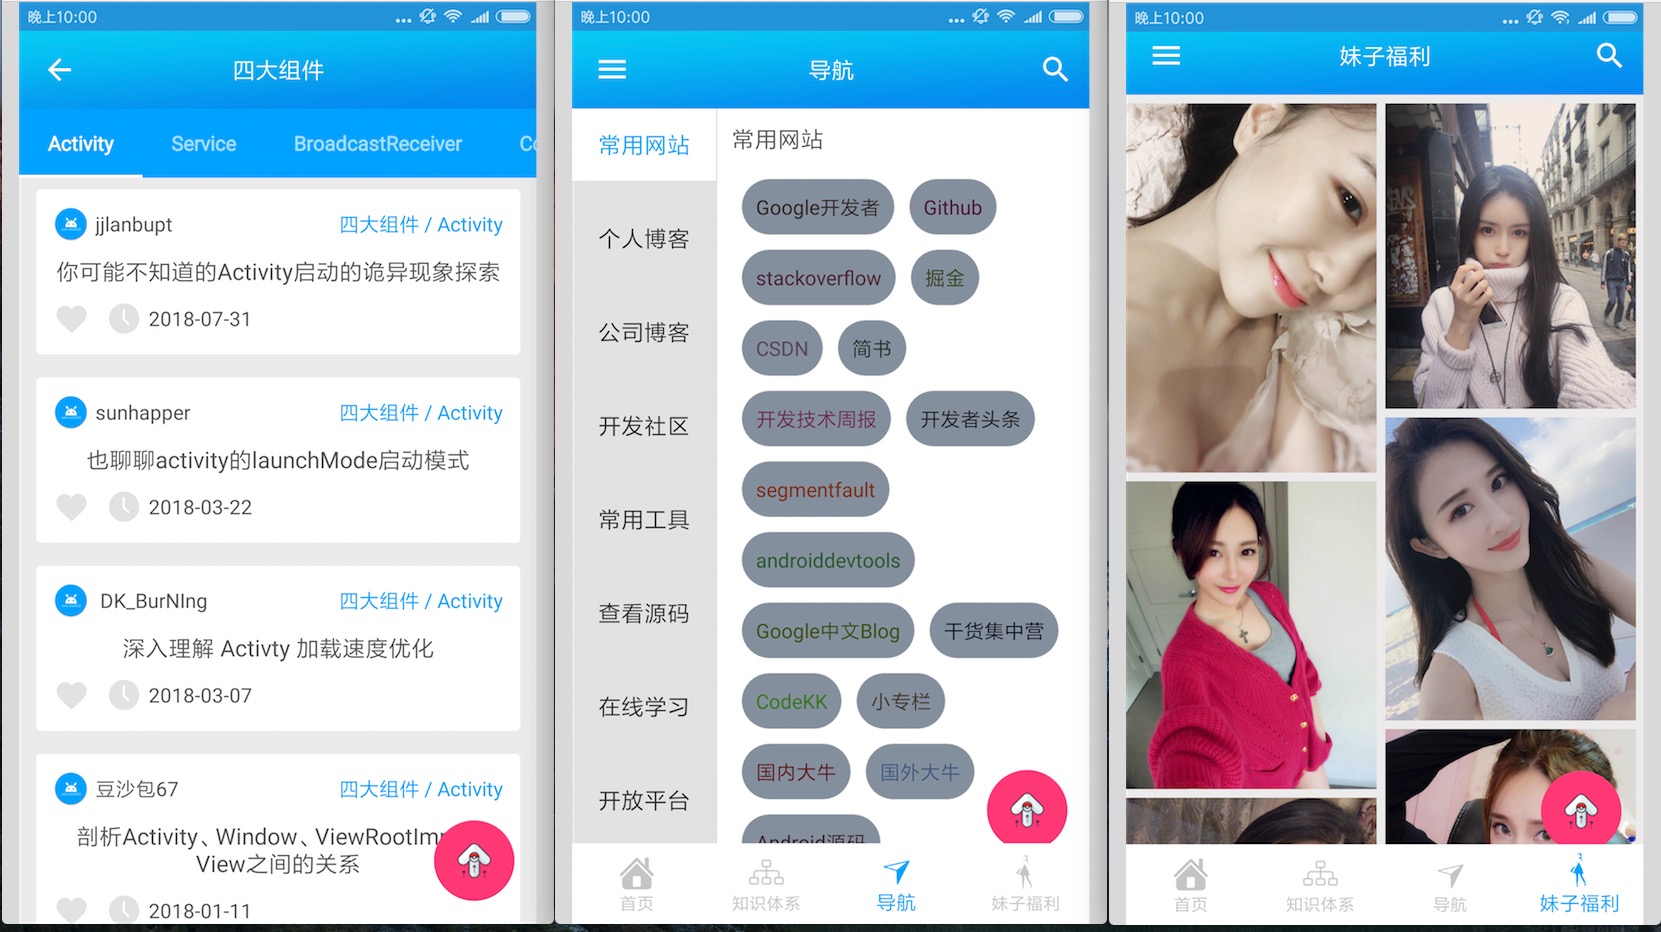 晚上10:00
四大组件
Activity
Service
BroadcastReceiver
jjlanbupt
四大组件 / Activity
你可能不知道的Activity启动的诡异现象探索
2018-07-31
sunhapper
四大组件 / Activity
也聊聊activity的launchMode启动模式
2018-03-22
DK_BurNIng
四大组件 / Activity
深入理解 Activty 加载速度优化
2018-03-07
豆沙包67
四大组件 / Activity
剖析Activity、Window、ViewRootIm
View之间的关系
2018-01-11
晚上10:00
导航
常用网站
个人博客
公司博客
开发社区
常用工具
查看源码
在线学习
开放平台
常用网站
Google开发者
Github
stackoverflow
掘金
CSDN
简书
开发技术周报
开发者头条
segmentfault
androiddevtools
Google中文Blog
干货集中营
CodeKK
小专栏
国内大牛
国外大牛
Android源码
首页
知识体系
导航
妹子福利
晚上10:00
妹子福利
首页
知识体系
导航
妹子福利